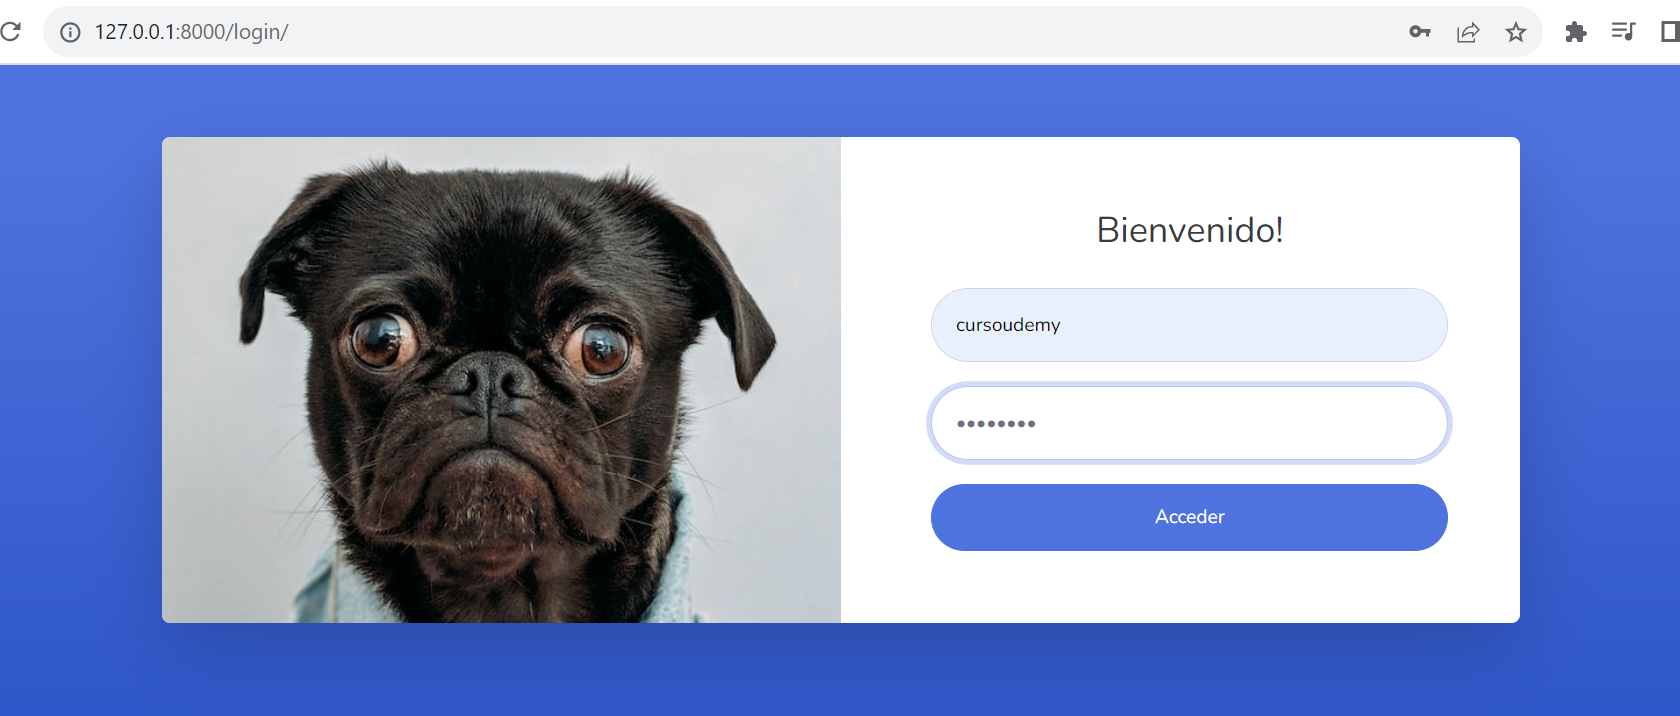 127.0.0.1:8000/login/
Bienvenido!
cursoudemy
••••••••
Acceder